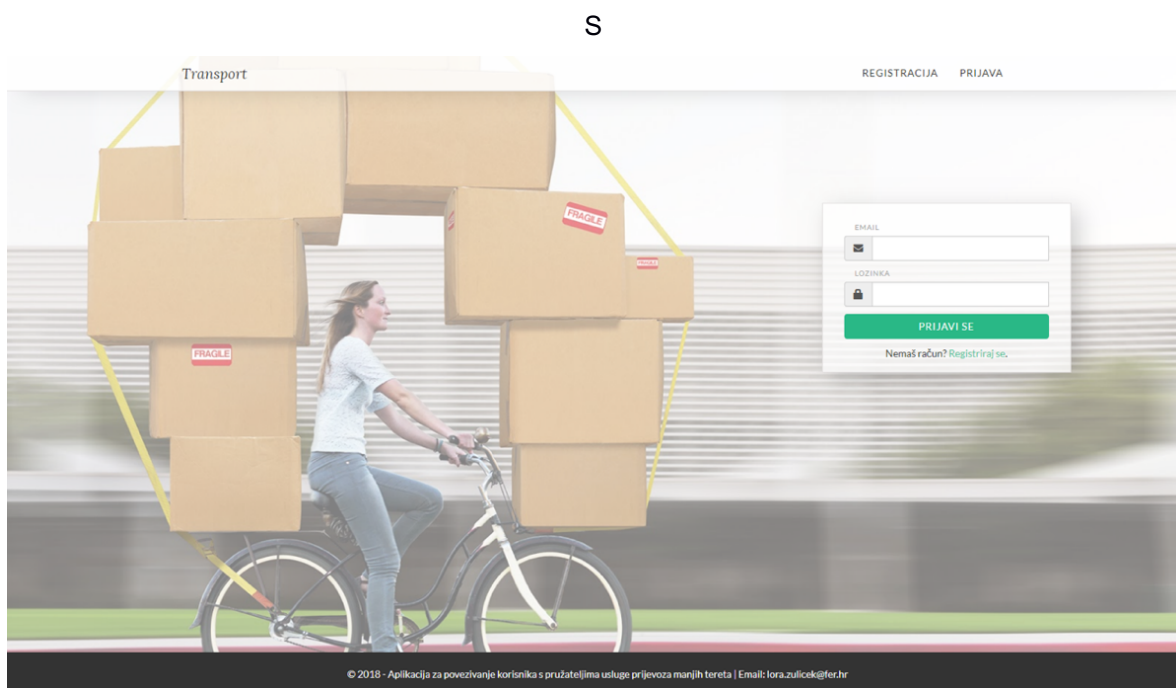 S
Transport
REGISTRACIJA PRIJAVA
FRAGILE
FRAGILE
FRAGILE
EMAIL
LOZINKA
PRIJAVI SE
Nemaš račun? Registriraj se.
© 2018 - Aplikacija za povezivanje korisnika s pružateljima usluge prijevoza manjih tereta | Email: lora.zulicek@fer.hr